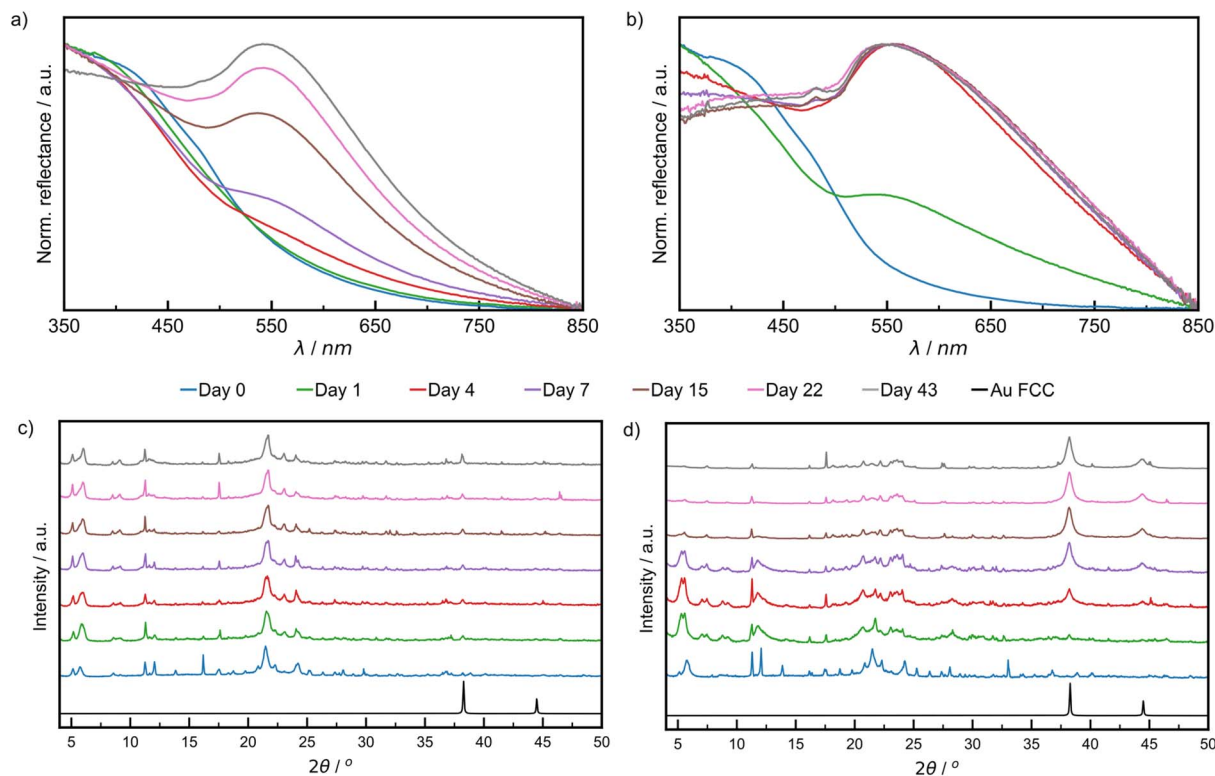 a)
Norm. reflectance / a.u.
350 450 550 650 750 850
λ / nm
b)
Norm. reflectance / a.u.
350 450 550 650 750 850
λ / nm
Day 0 Day 1 Day 4 Day 7 Day 15 Day 22 Day 43 Au FCC
c)
Intensity / a.u.
5 10 15 20 25 30 35 40 45 50
2θ / °
d)
Intensity / a.u.
5 10 15 20 25 30 35 40 45 50
2θ / °